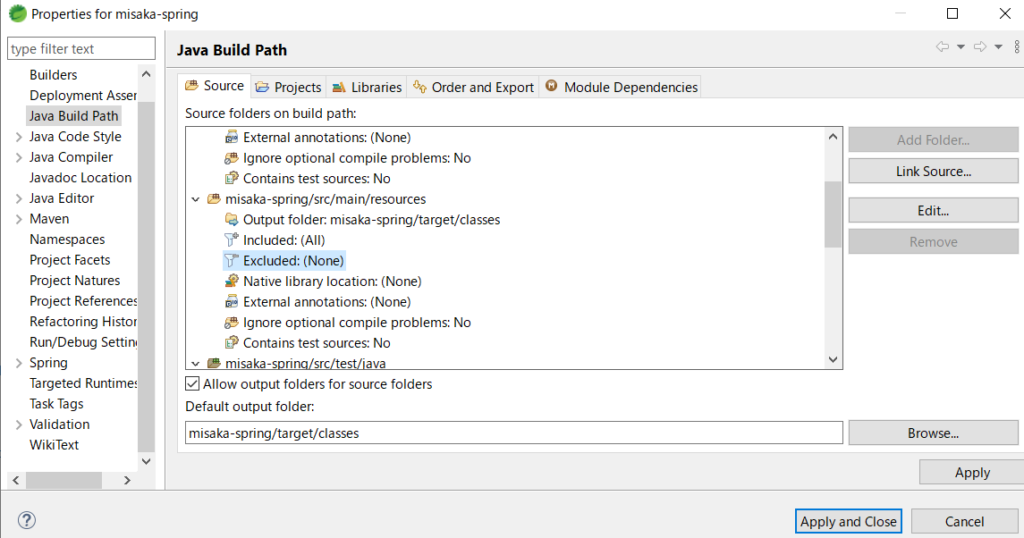 Properties for misaka-spring
type filter text
Builders
Deployment Asser
Java Build Path
Java Code Style
Java Compiler
Javadoc Location
Java Editor
Maven
Namespaces
Project Facets
Project Natures
Project References
Refactoring Histor
Run/Debug Settin
Spring
Targeted Runtimes
Task Tags
Validation
WikiText
Java Build Path
Source Projects Libraries Order and Export Module Dependencies
Source folders on build path:
External annotations: (None)
Ignore optional compile problems: No
Contains test sources: No
misaka-spring/src/main/resources
Output folder: misaka-spring/target/classes
Included: (All)
Excluded: (None)
Native library location: (None)
External annotations: (None)
Ignore optional compile problems: No
Contains test sources: No
misaka-spring/src/test/java
Add Folder...
Link Source...
Edit...
Remove
Allow output folders for source folders
Default output folder:
misaka-spring/target/classes
Browse...
Apply
Apply and Close Cancel